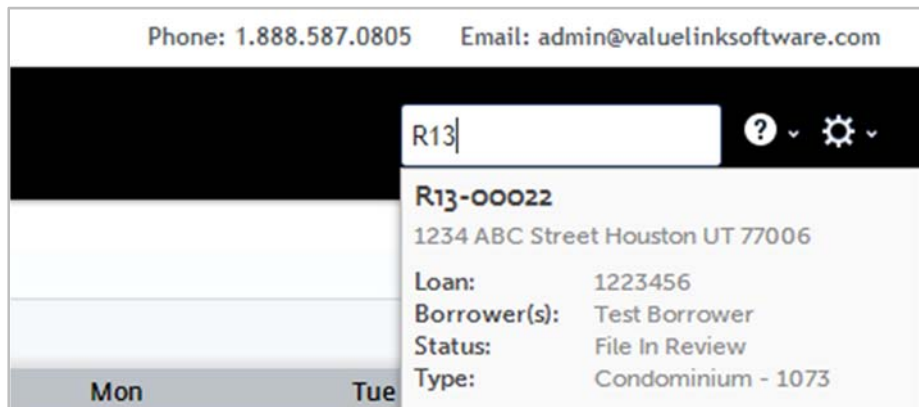 Phone: 1.888.587.0805 Email: admin@valuelinksoftware.com
R13
R13-00022
1234 ABC Street Houston UT 77006
Loan: 1223456
Borrower(s): Test Borrower
Status: File In Review
Type: Condominium - 1073
Mon Tue